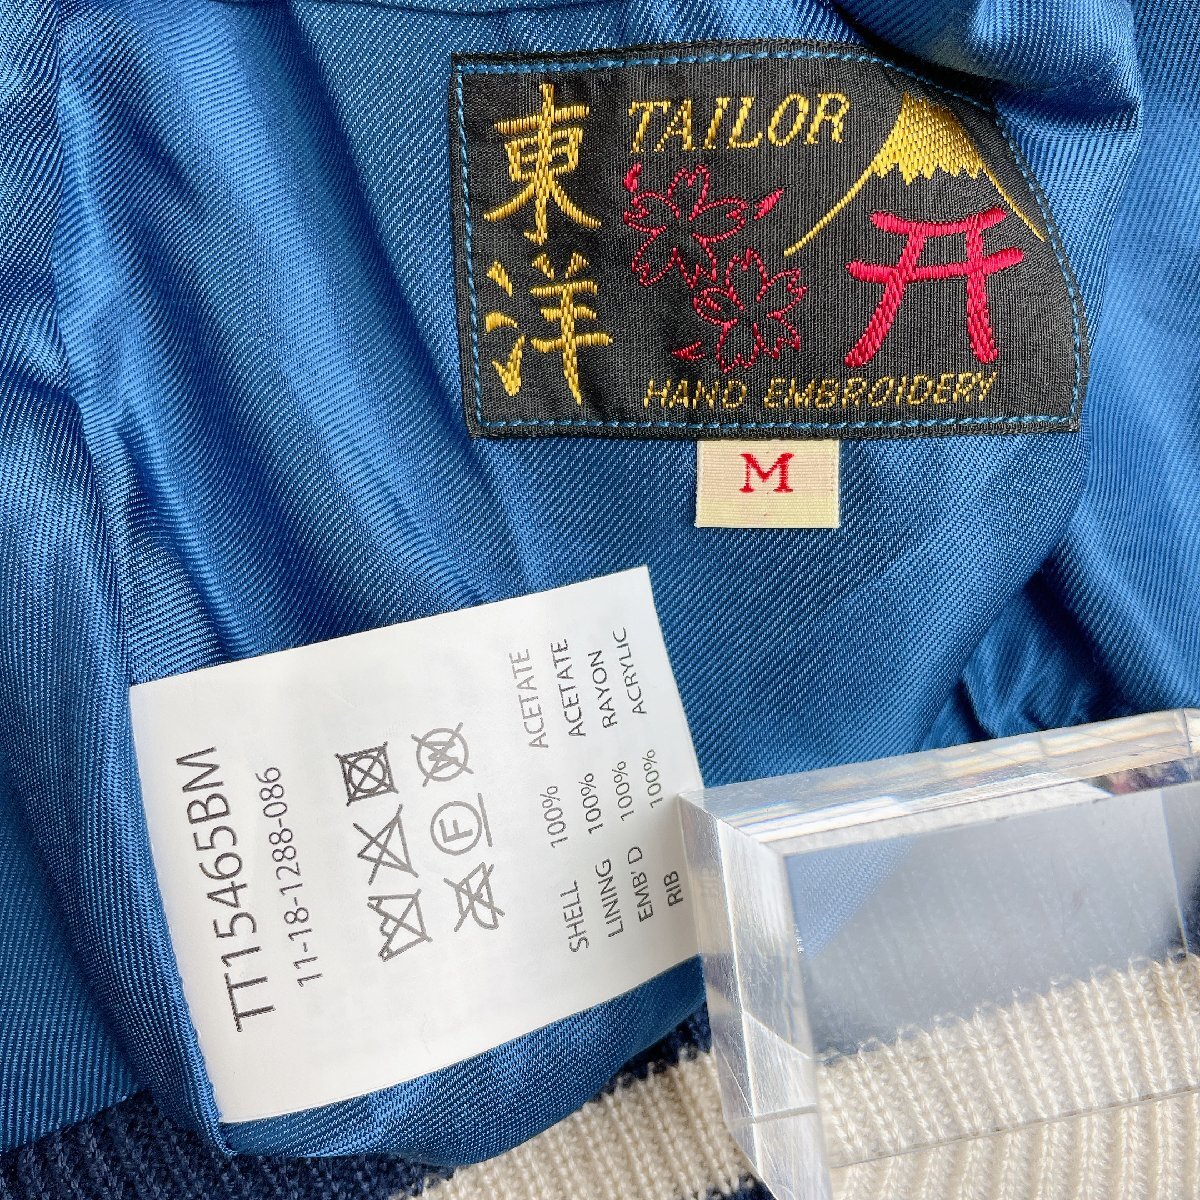 東洋
TAILOR
HAND EMBROIDERY
M
TT15465BM
11-18-1288-086
F
SHELL 100% ACETATE
LINING 100% ACETATE
EMB'D 100% RAYON
RIB 100% ACRYLIC